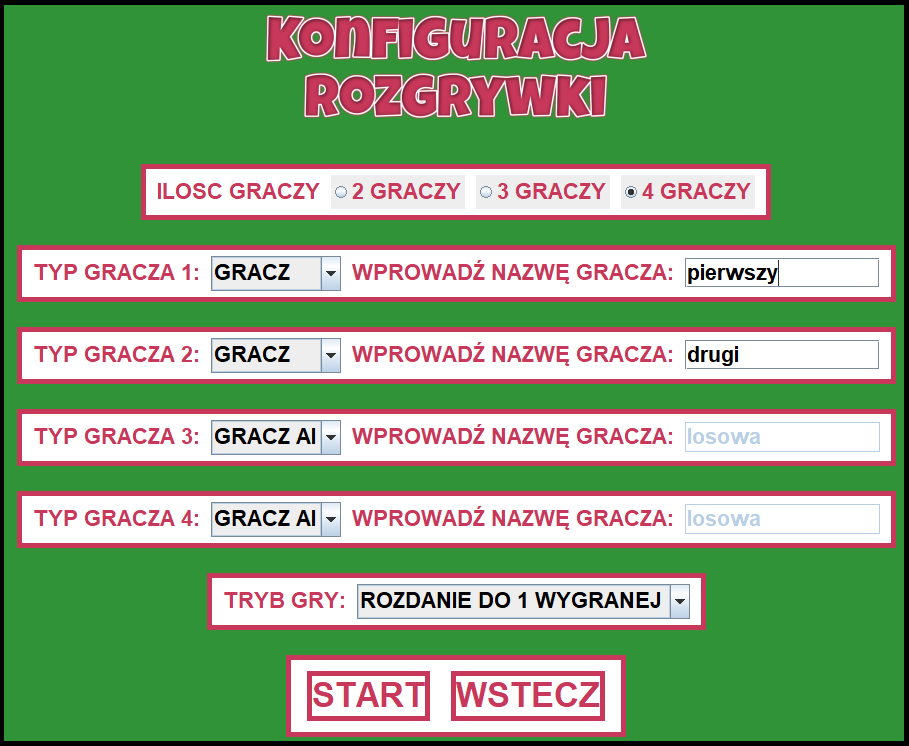 KONFIGURACJA
ROZGRYWKI
ILOSC GRACZY 2 GRACZY 3 GRACZY 4 GRACZY
TYP GRACZA 1: GRACZ WPROWADŹ NAZWĘ GRACZA: pierwszy
TYP GRACZA 2: GRACZ WPROWADŹ NAZWĘ GRACZA: drugi
TYP GRACZA 3: GRACZ AI WPROWADŹ NAZWĘ GRACZA: losowa
TYP GRACZA 4: GRACZ AI WPROWADŹ NAZWĘ GRACZA: losowa
TRYB GRY: ROZDANIE DO 1 WYGRANEJ
START WSTECZ